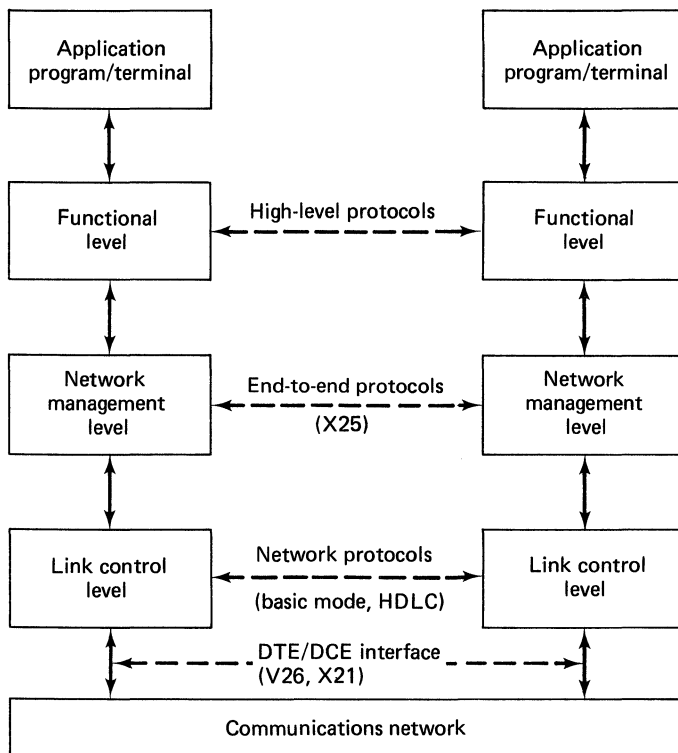 Application
program/terminal
Application
program/terminal
Functional
level
High-level protocols
Functional
level
Network
management
level
End-to-end protocols
(X25)
Network
management
level
Link control
level
Network protocols
(basic mode, HDLC)
Link control
level
DTE/DCE interface
(V26, X21)
Communications network